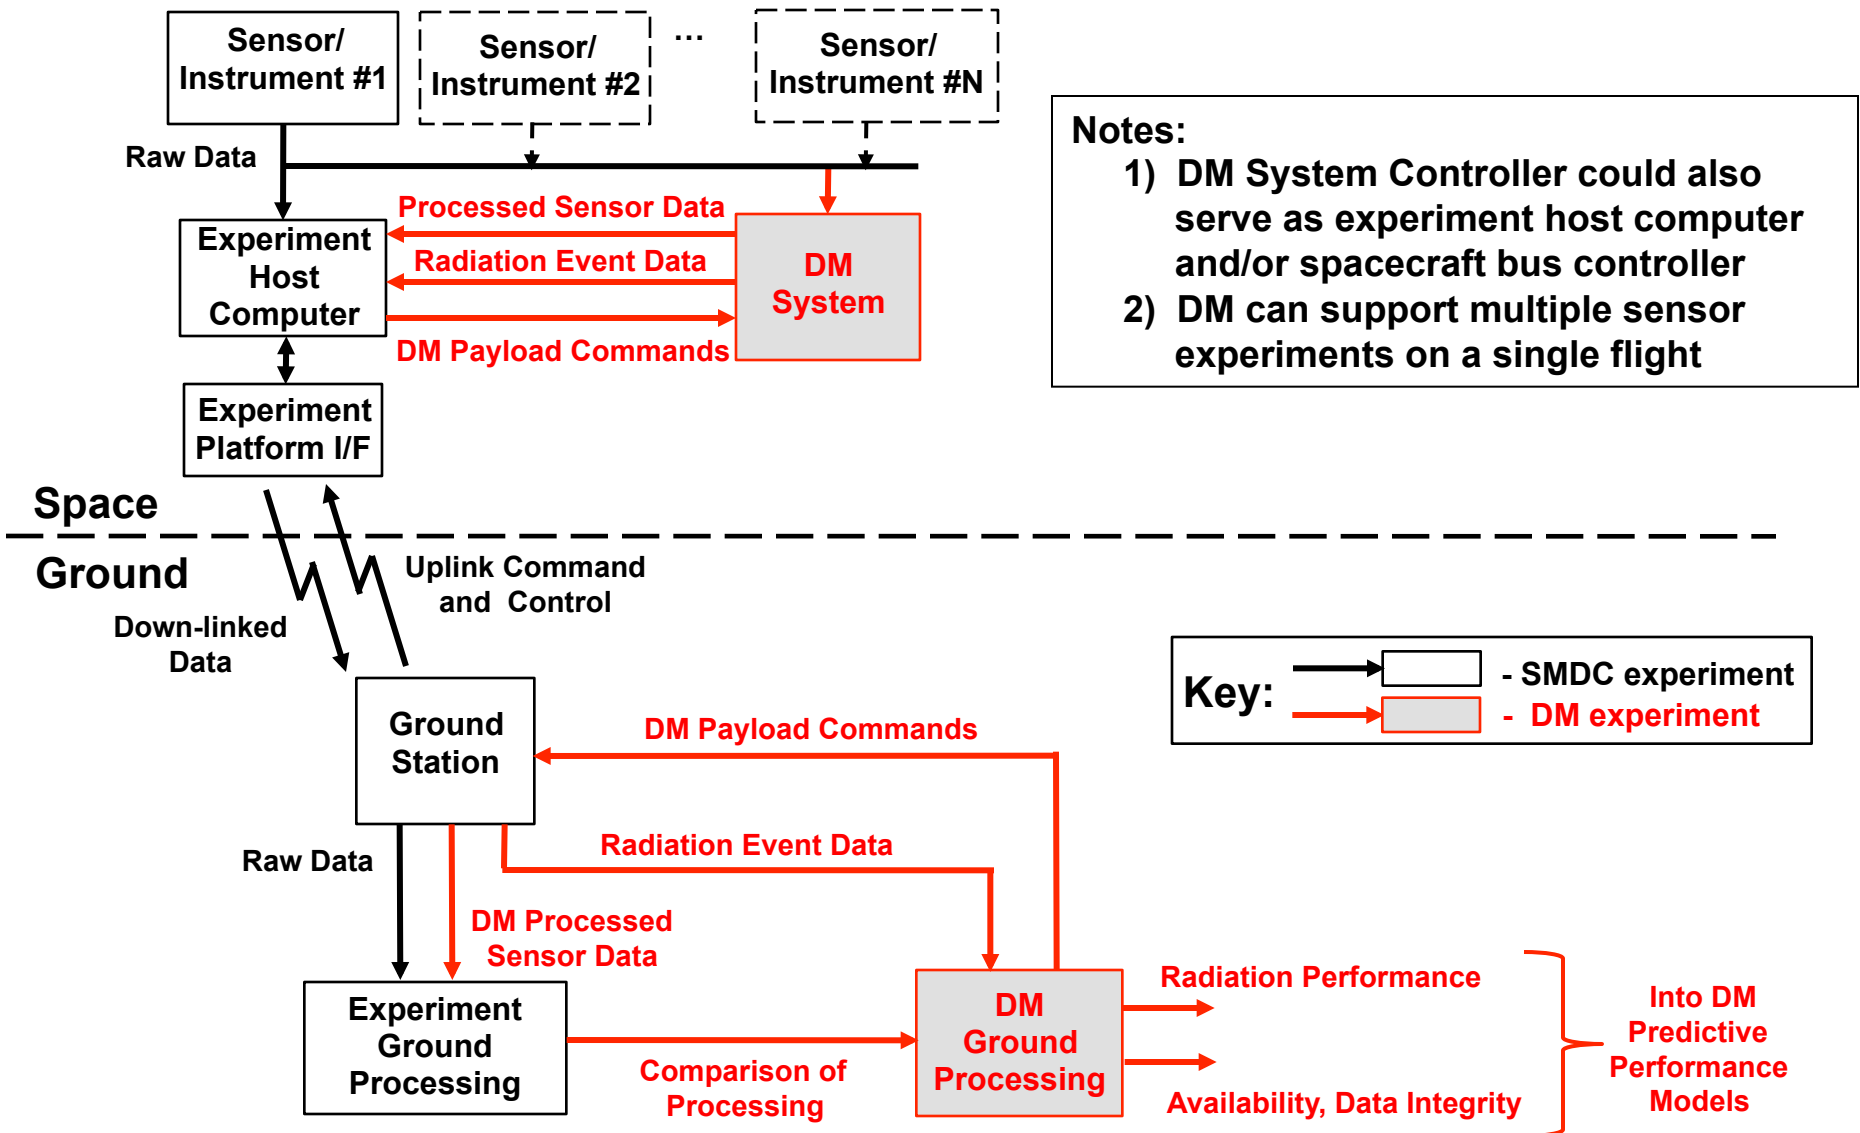 Sensor/
Instrument #1
Sensor/
Instrument #2
...
Sensor/
Instrument #N
Raw Data
Processed Sensor Data
Radiation Event Data
DM Payload Commands
Experiment
Host
Computer
DM
System
Experiment
Platform I/F
Notes:
1) DM System Controller could also
serve as experiment host computer
and/or spacecraft bus controller
2) DM can support multiple sensor
experiments on a single flight
Space
Ground
Uplink Command
and Control
Down-linked
Data
Key:
- SMDC experiment
- DM experiment
Ground
Station
DM Payload Commands
Radiation Event Data
Raw Data
DM Processed
Sensor Data
Experiment
Ground
Processing
Comparison of
Processing
DM
Ground
Processing
Radiation Performance
Availability, Data Integrity
Into DM
Predictive
Performance
Models